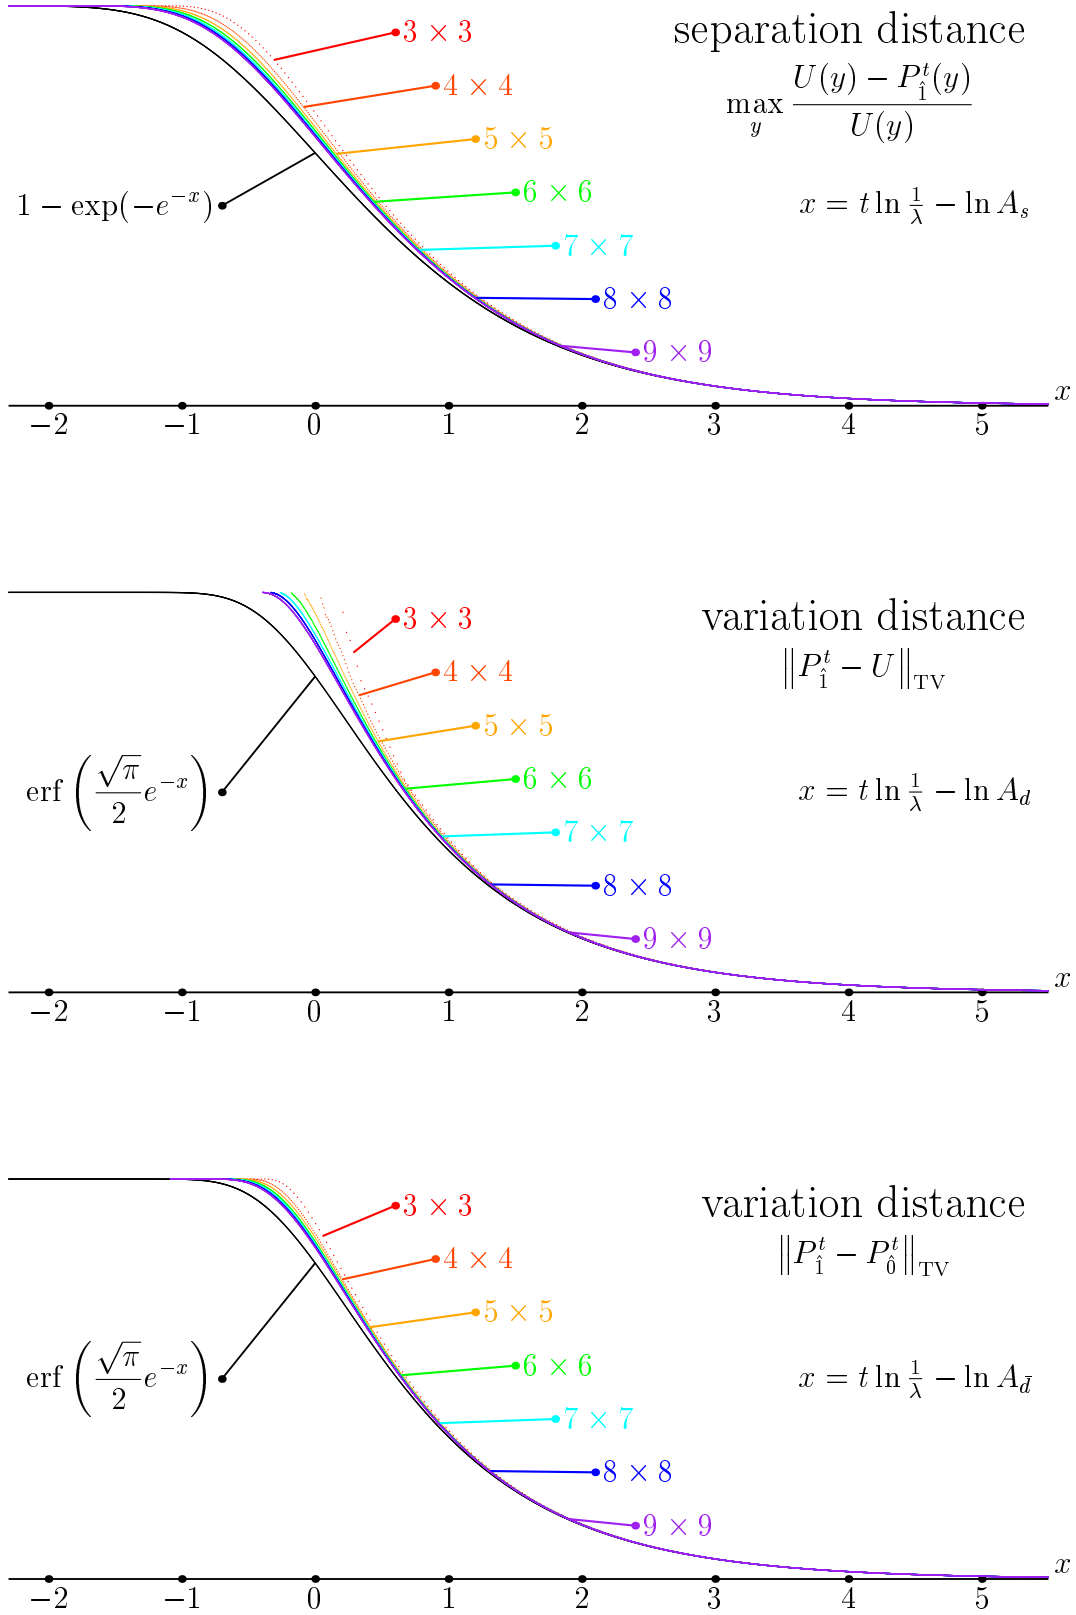 separation distance
max_y (U(y) − P^t_1̂(y)) / U(y)
x = t ln 1/λ − ln A_s
1 − exp(−e^−x)
3 × 3
4 × 4
5 × 5
6 × 6
7 × 7
8 × 8
9 × 9
x
−2 −1 0 1 2 3 4 5
variation distance
‖P^t_1̂ − U‖_TV
x = t ln 1/λ − ln A_d
erf (√π/2 e^−x)
3 × 3
4 × 4
5 × 5
6 × 6
7 × 7
8 × 8
9 × 9
x
−2 −1 0 1 2 3 4 5
variation distance
‖P^t_1̂ − P^t_0̂‖_TV
x = t ln 1/λ − ln A_d̄
erf (√π/2 e^−x)
3 × 3
4 × 4
5 × 5
6 × 6
7 × 7
8 × 8
9 × 9
x
−2 −1 0 1 2 3 4 5